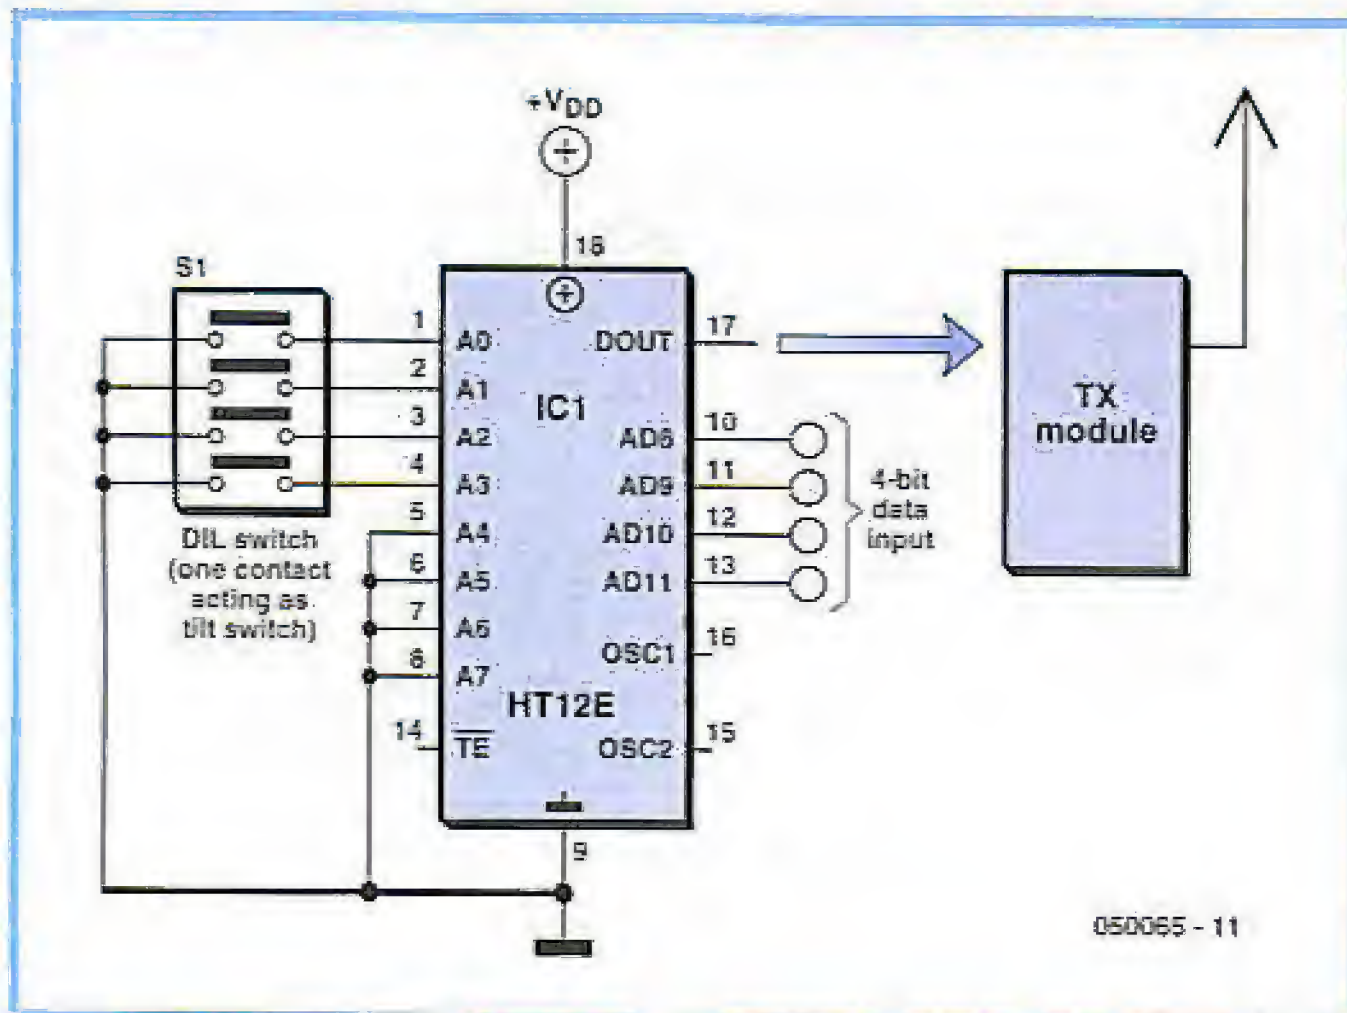 +VDD
18
S1
1
A0
2
A1
3
A2
4
A3
5
A4
6
A5
7
A6
8
A7
14
TE
DIL switch
(one contact
acting as
tilt switch)
IC1
HT12E
DOUT
17
AD8
10
AD9
11
AD10
12
AD11
13
OSC1
16
OSC2
15
9
4-bit
data
input
TX
module
050065 - 11